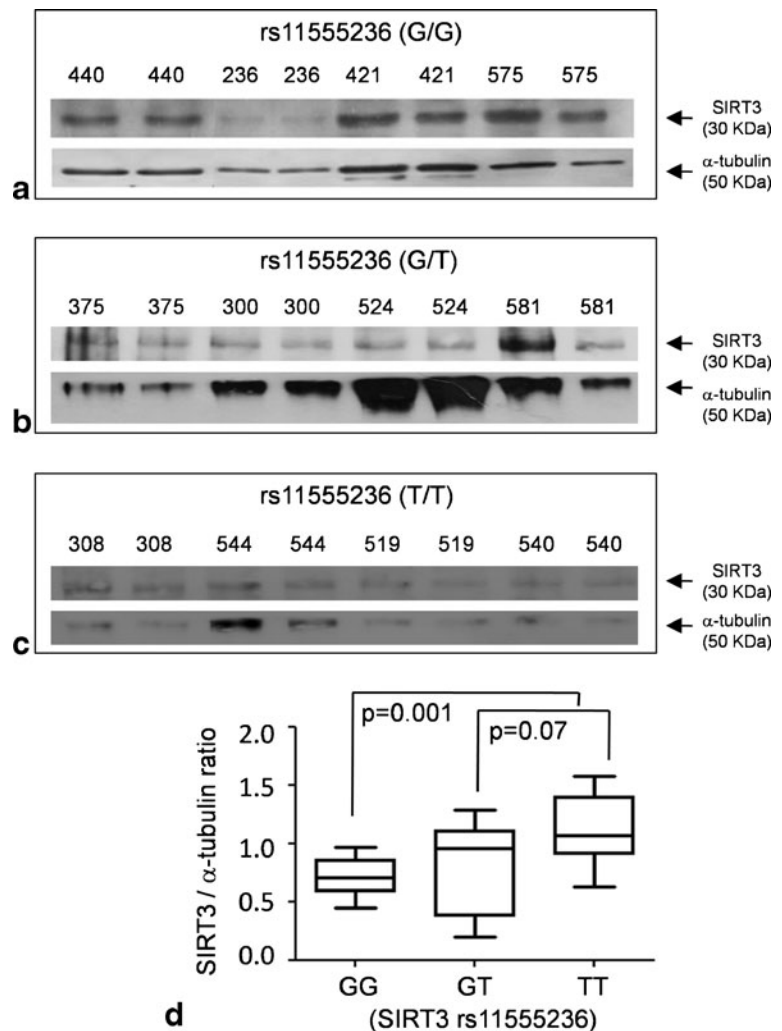 rs11555236 (G/G)
440 440 236 236 421 421 575 575
SIRT3
(30 KDa)
α-tubulin
(50 KDa)
a
rs11555236 (G/T)
375 375 300 300 524 524 581 581
SIRT3
(30 KDa)
α-tubulin
(50 KDa)
b
rs11555236 (T/T)
308 308 544 544 519 519 540 540
SIRT3
(30 KDa)
α-tubulin
(50 KDa)
c
p=0.001
p=0.07
SIRT3 / α-tubulin ratio
2.0
1.5
1.0
0.5
0.0
GG GT TT
(SIRT3 rs11555236)
d